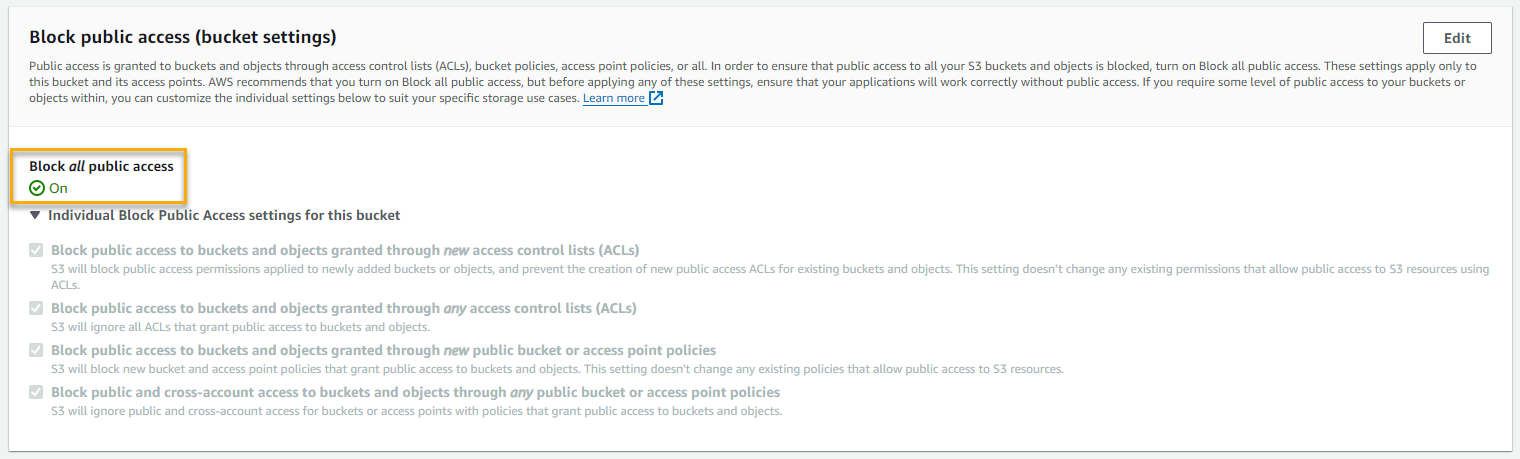 Block public access (bucket settings)
Edit
Public access is granted to buckets and objects through access control lists (ACLs), bucket policies, access point policies, or all. In order to ensure that public access to all your S3 buckets and objects is blocked, turn on Block all public access. These settings apply only to
this bucket and its access points. AWS recommends that you turn on Block all public access, but before applying any of these settings, ensure that your applications will work correctly without public access. If you require some level of public access to your buckets or
objects within, you can customize the individual settings below to suit your specific storage use cases. Learn more
Block all public access
On
Individual Block Public Access settings for this bucket
Block public access to buckets and objects granted through new access control lists (ACLs)
S3 will block public access permissions applied to newly added buckets or objects, and prevent the creation of new public access ACLs for existing buckets and objects. This setting doesn't change any existing permissions that allow public access to S3 resources using
ACLs.
Block public access to buckets and objects granted through any access control lists (ACLs)
S3 will ignore all ACLs that grant public access to buckets and objects.
Block public access to buckets and objects granted through new public bucket or access point policies
S3 will block new bucket and access point policies that grant public access to buckets and objects. This setting doesn't change any existing policies that allow public access to S3 resources.
Block public and cross-account access to buckets and objects through any public bucket or access point policies
S3 will ignore public and cross-account access for buckets or access points with policies that grant public access to buckets and objects.